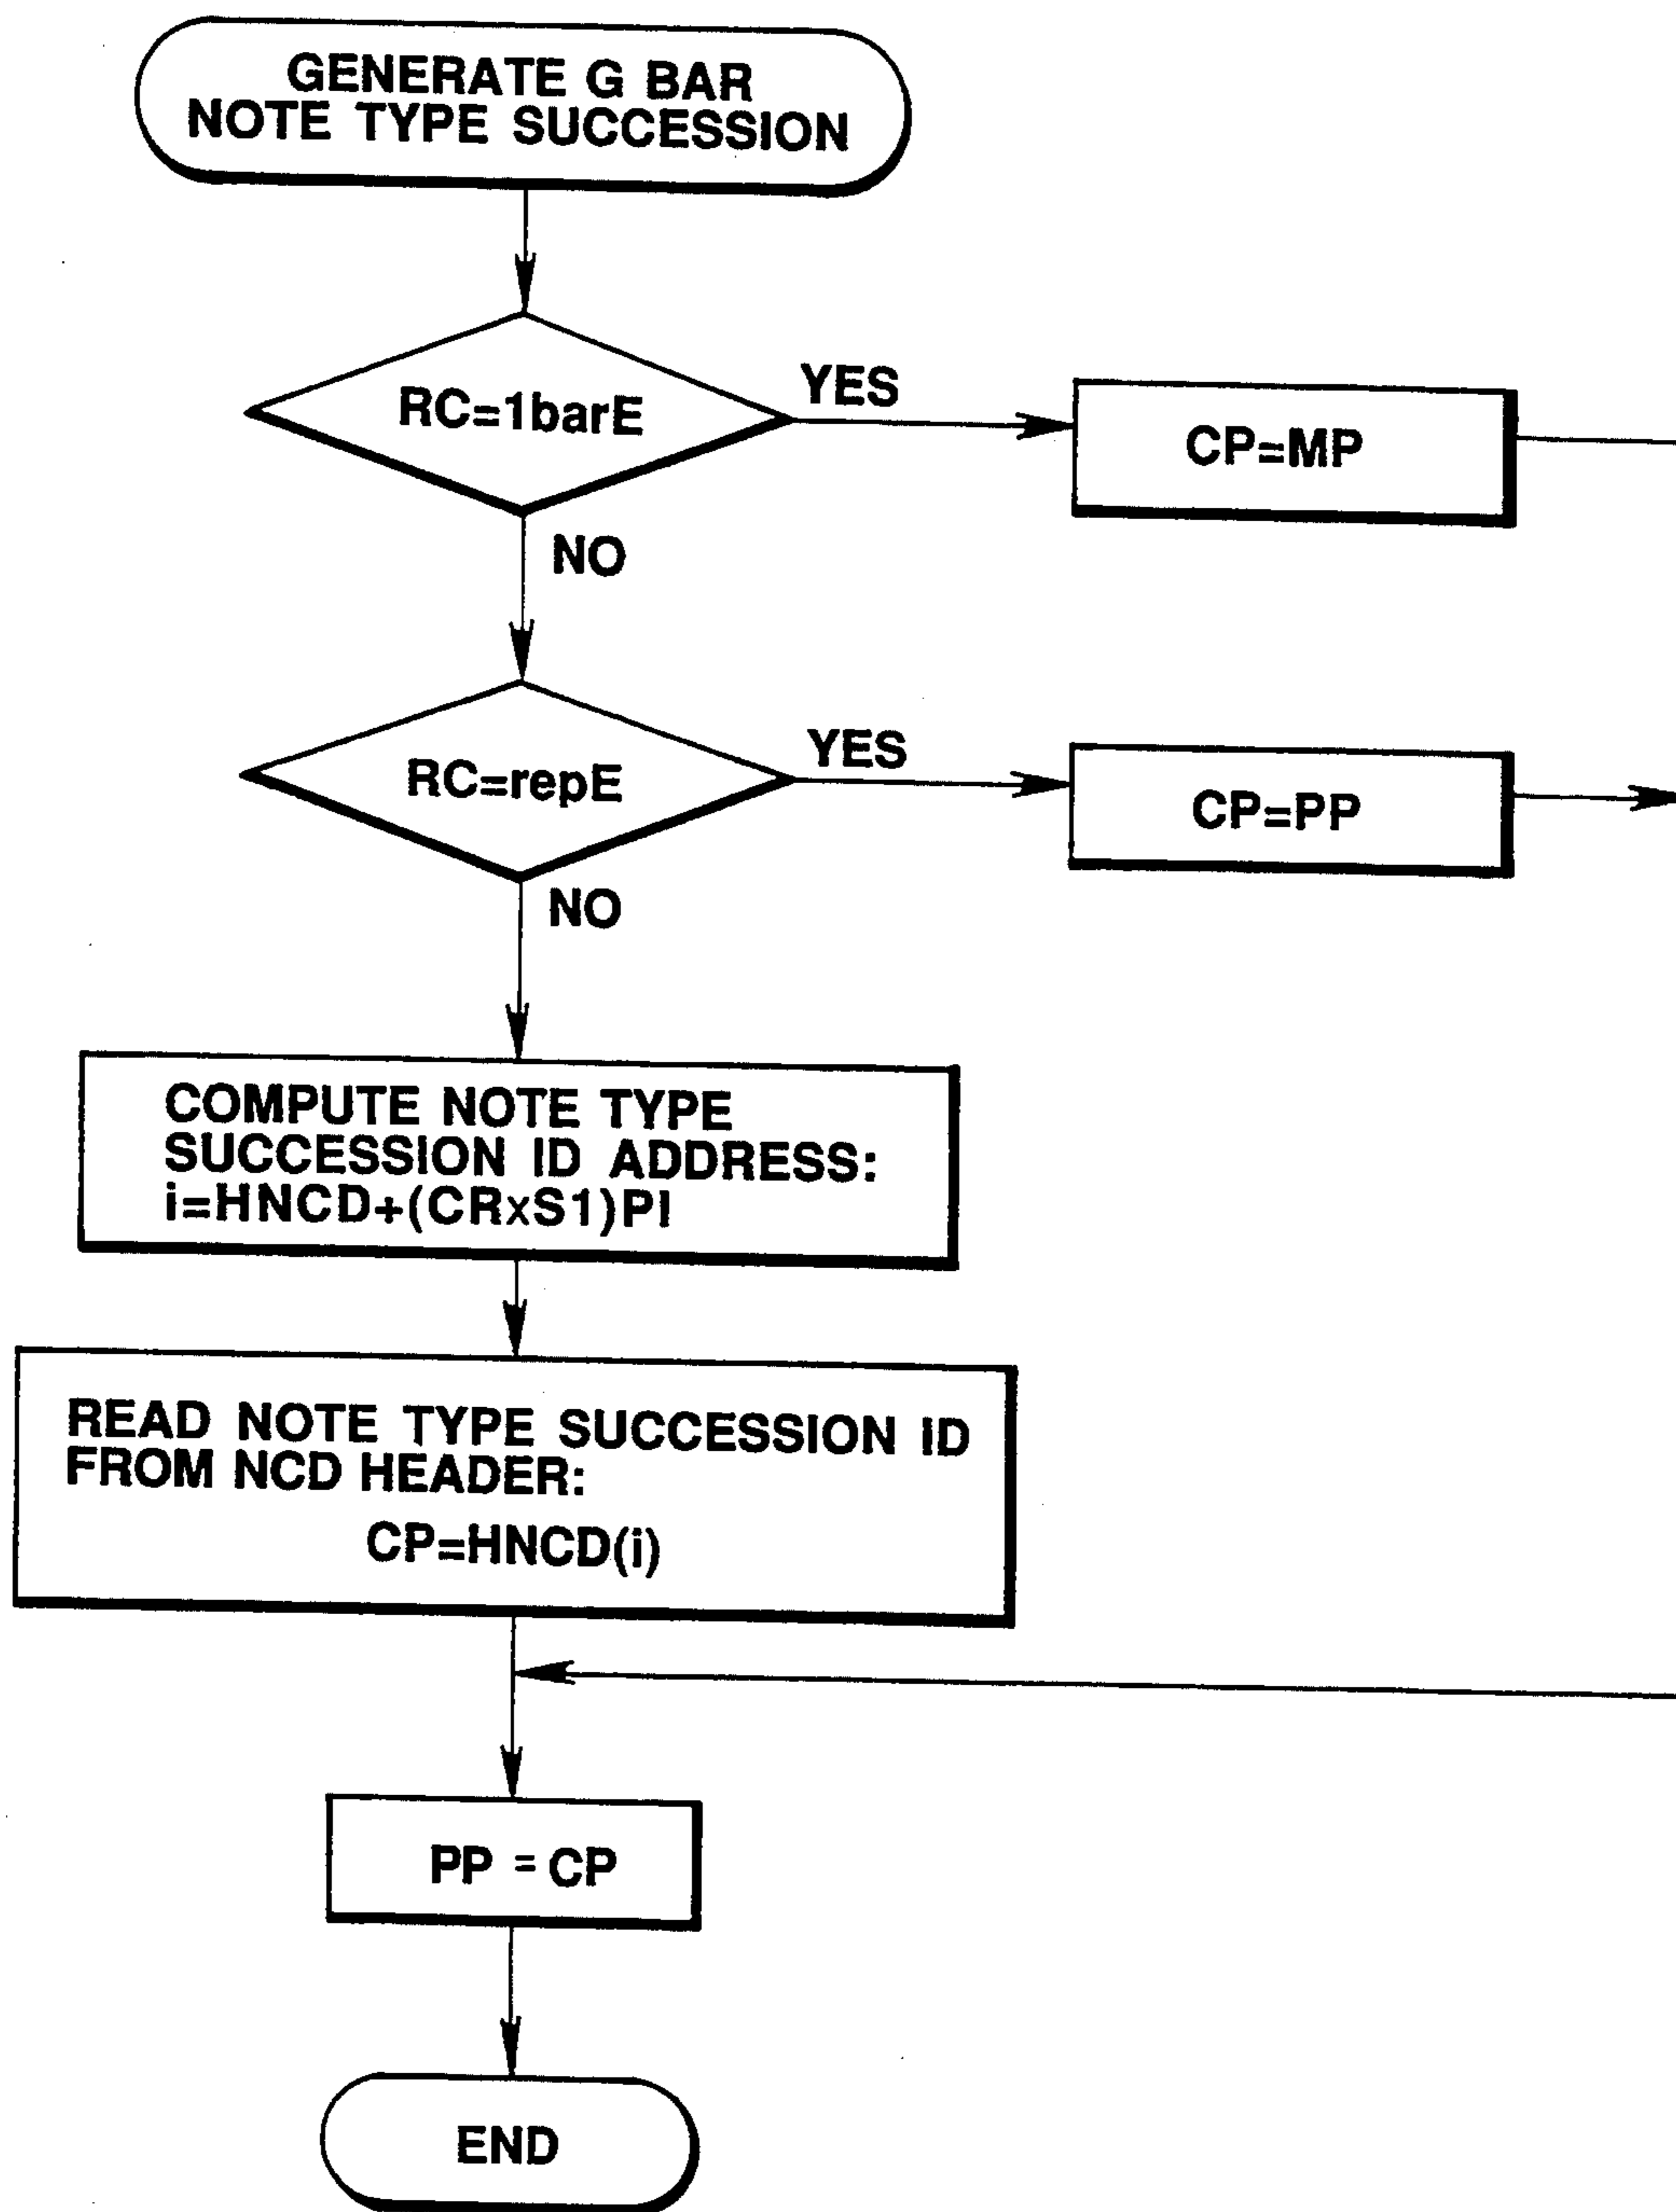 GENERATE G BAR
NOTE TYPE SUCCESSION
RC=1barE
YES
CP=MP
NO
RC=repE
YES
CP=PP
NO
COMPUTE NOTE TYPE
SUCCESSION ID ADDRESS:
i=HNCD+(CRxS1)PI
READ NOTE TYPE SUCCESSION ID
FROM NCD HEADER:
CP=HNCD(i)
PP = CP
END